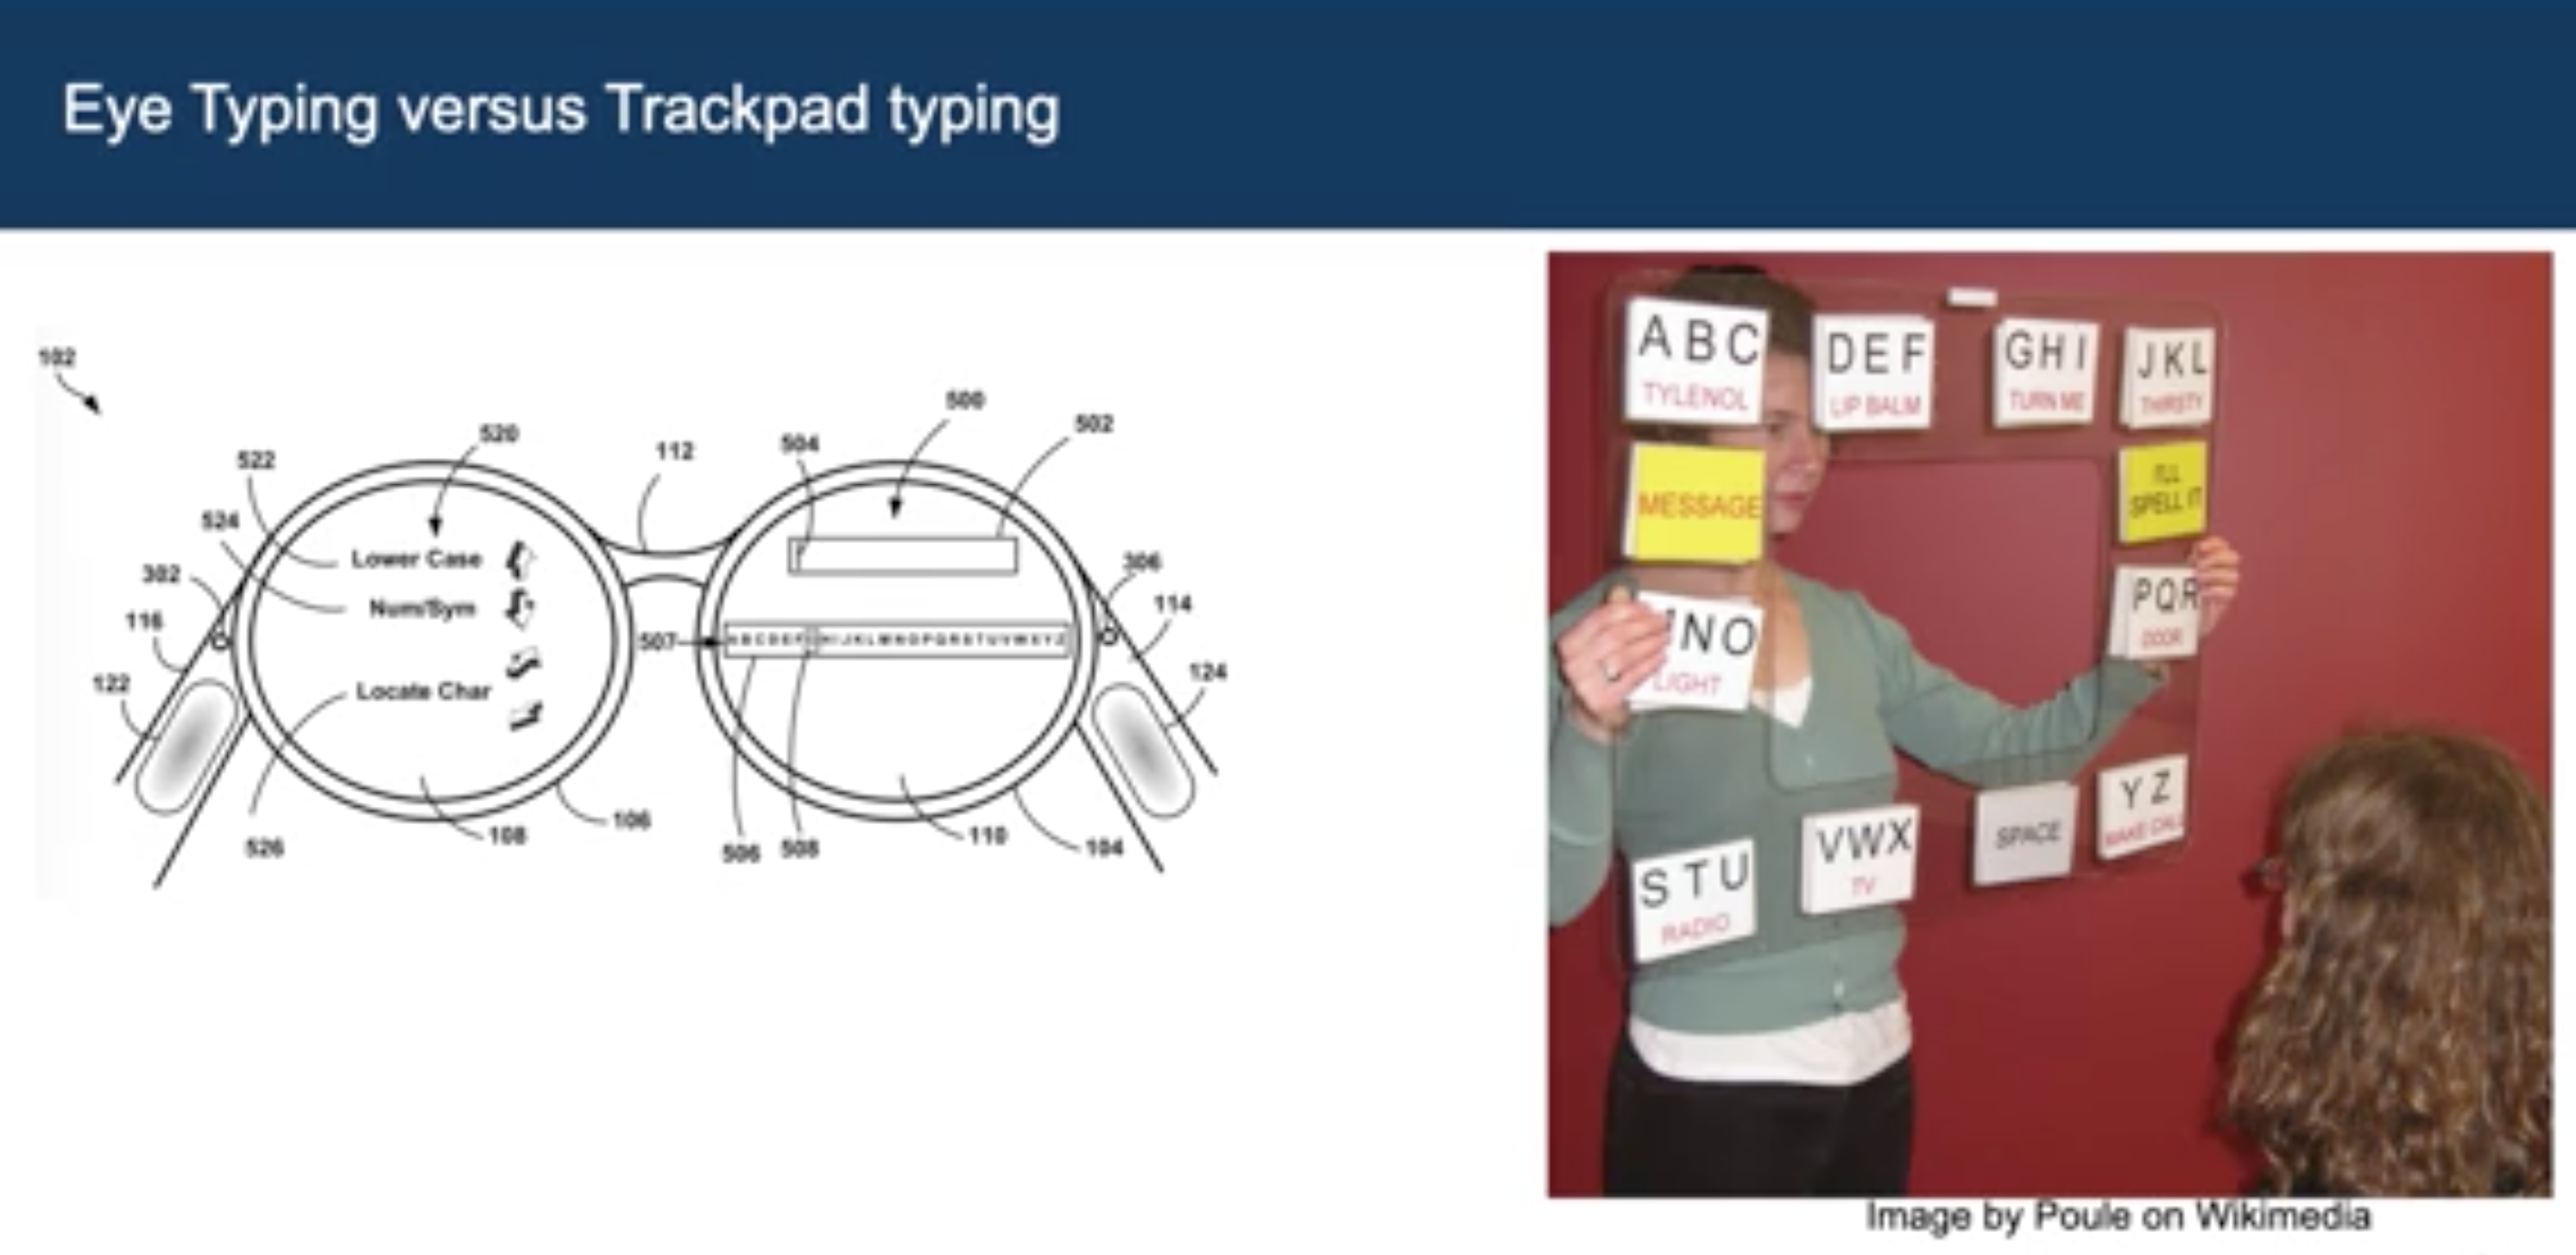 Eye Typing versus Trackpad typing
102
520
522
524
302
116
122
526
Lower Case
Num/Sym
Locate Char
108
106
112
504
500
502
507
506
508
110
104
306
114
124
ABC
TYLENOL
DEF
LIP BALM
GHI
TURN ME
JKL
THIRSTY
MESSAGE
I'LL
SPELL IT
NO
LIGHT
PQR
DOOR
STU
RADIO
VWX
TV
SPACE
YZ
MAKE CALL
Image by Poule on Wikimedia